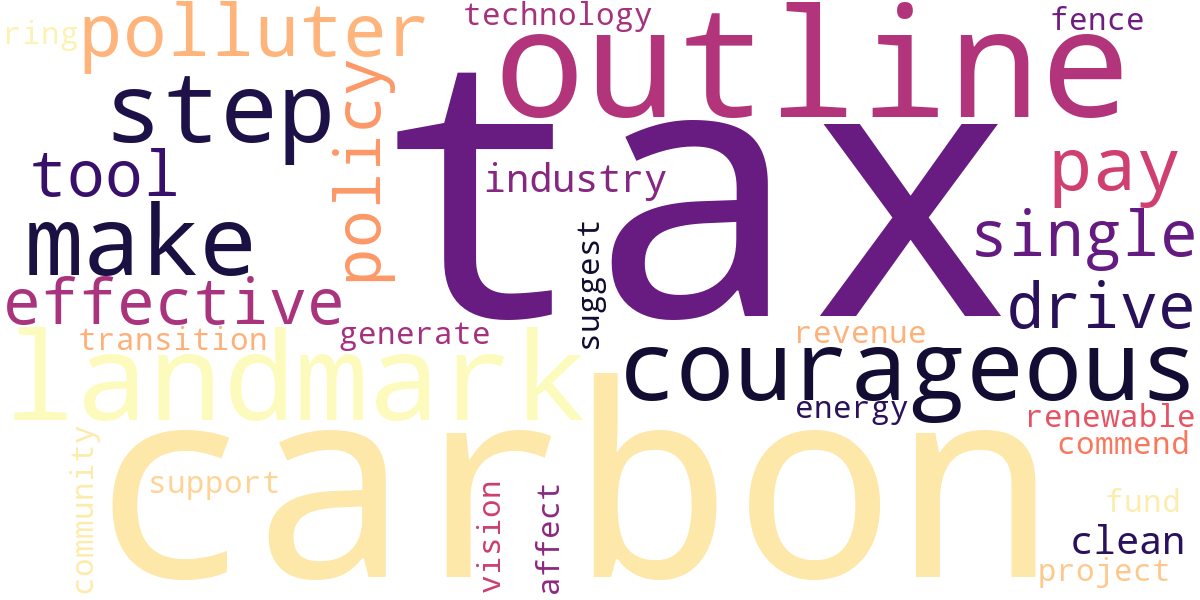 technology
fence
ring
polluter
outline
step
policy
tax
tool
industry
pay
make
single
suggest
effective
drive
transition
generate
revenue
landmark
courageous
energy
renewable
carbon
commend
community
support
vision
affect
fund
clean
project